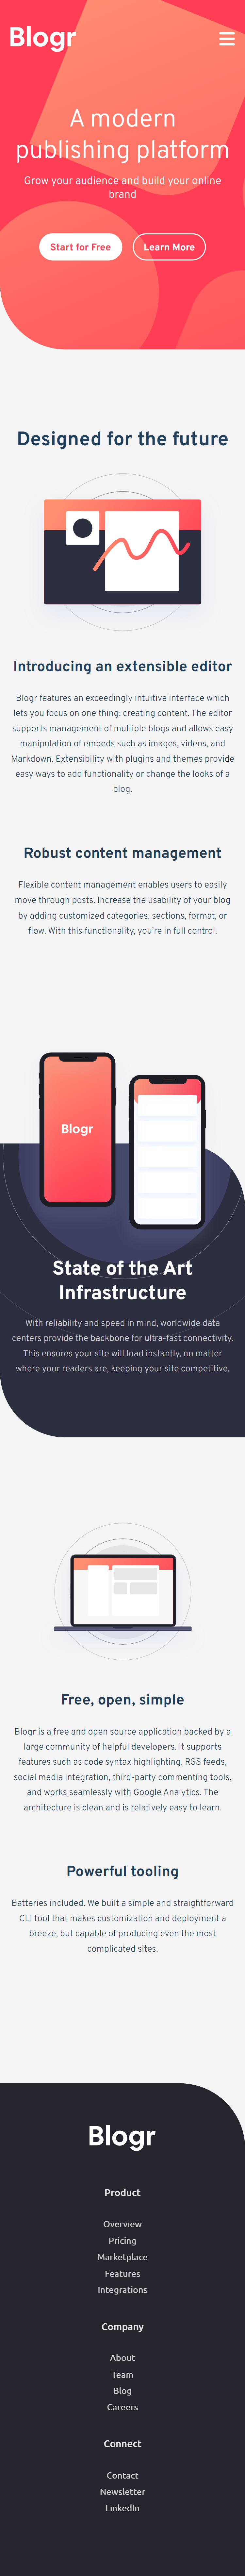 Blogr
A modern
publishing platform
Grow your audience and build your online
brand
Start for Free
Learn More
Designed for the future
Introducing an extensible editor
Blogr features an exceedingly intuitive interface which
lets you focus on one thing: creating content. The editor
supports management of multiple blogs and allows easy
manipulation of embeds such as images, videos, and
Markdown. Extensibility with plugins and themes provide
easy ways to add functionality or change the looks of a
blog.
Robust content management
Flexible content management enables users to easily
move through posts. Increase the usability of your blog
by adding customized categories, sections, format, or
flow. With this functionality, you're in full control.
Blogr
State of the Art
Infrastructure
With reliability and speed in mind, worldwide data
centers provide the backbone for ultra-fast connectivity.
This ensures your site will load instantly, no matter
where your readers are, keeping your site competitive.
Free, open, simple
Blogr is a free and open source application backed by a
large community of helpful developers. It supports
features such as code syntax highlighting, RSS feeds,
social media integration, third-party commenting tools,
and works seamlessly with Google Analytics. The
architecture is clean and is relatively easy to learn.
Powerful tooling
Batteries included. We built a simple and straightforward
CLI tool that makes customization and deployment a
breeze, but capable of producing even the most
complicated sites.
Blogr
Product
Overview
Pricing
Marketplace
Features
Integrations
Company
About
Team
Blog
Careers
Connect
Contact
Newsletter
LinkedIn